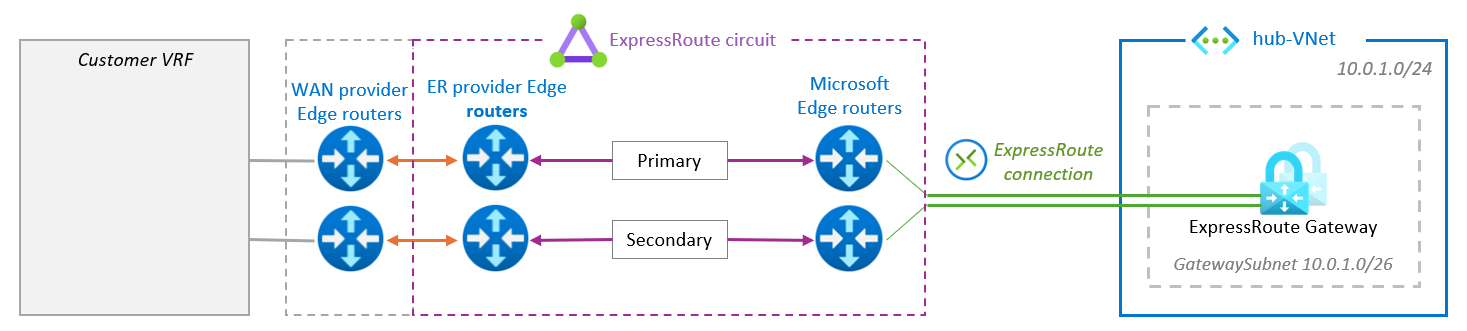 ExpressRoute circuit
hub-VNet
Customer VRF
10.0.1.0/24
WAN provider
Edge routers
ER provider Edge
routers
Microsoft
Edge routers
Primary
ExpressRoute
connection
Secondary
ExpressRoute Gateway
GatewaySubnet 10.0.1.0/26